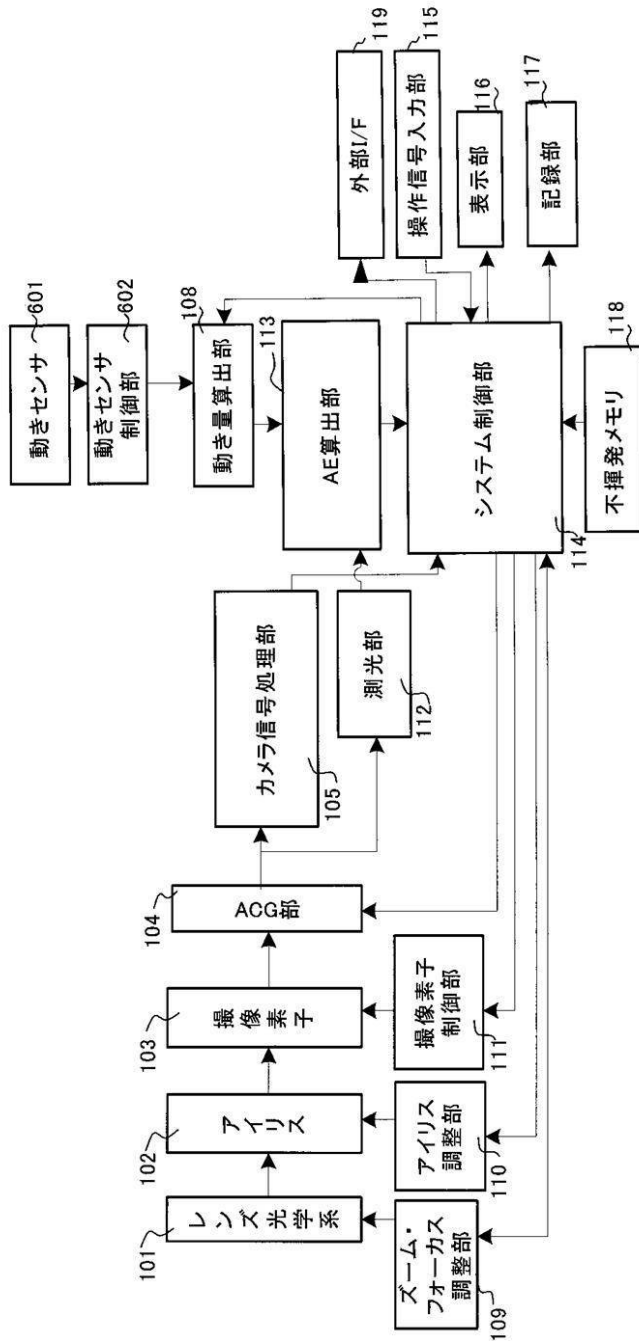 動きセンサ
601
動きセンサ
制御部
602
動き量算出部
108
AE算出部
113
外部I/F
119
操作信号入力部
115
表示部
116
記録部
117
システム制御部
114
不揮発メモリ
118
カメラ信号処理部
105
測光部
112
ACG部
104
撮像素子
103
撮像素子
制御部
111
アイリス
102
アイリス
調整部
110
レンズ光学系
101
ズーム・
フォーカス
調整部
109